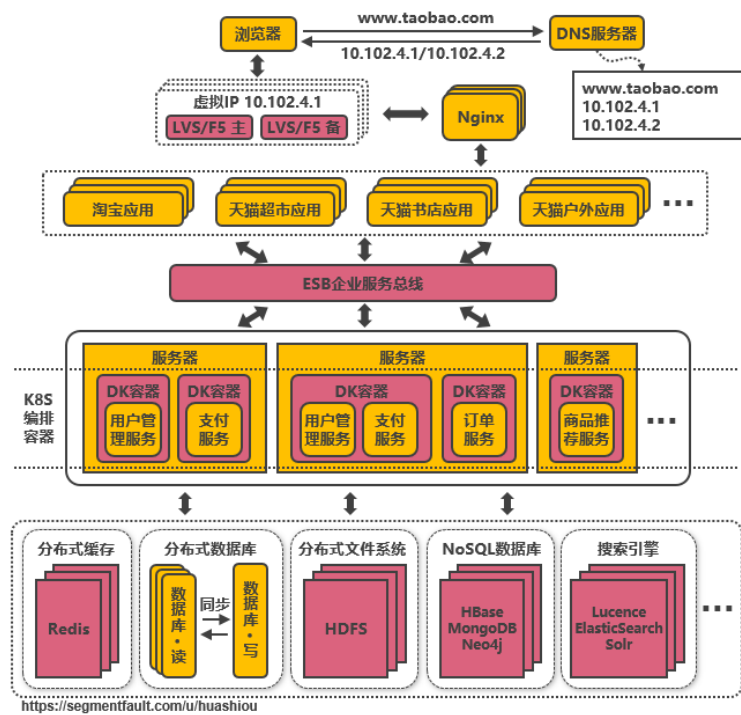 www.taobao.com
浏览器
DNS服务器
10.102.4.1/10.102.4.2
虚拟IP 10.102.4.1
LVS/F5 主
LVS/F5 备
Nginx
www.taobao.com
10.102.4.1
10.102.4.2
淘宝应用
天猫超市应用
天猫书店应用
天猫户外应用
...
ESB企业服务总线
K8S
编排
容器
服务器
DK容器
用户管
理服务
DK容器
支付
服务
服务器
DK容器
用户管
理服务
支付
服务
DK容器
订单
服务
服务器
DK容器
商品推
荐服务
...
分布式缓存
Redis
分布式数据库
数据库·读
同步
数据库·写
分布式文件系统
HDFS
NoSQL数据库
HBase
MongoDB
Neo4j
搜索引擎
Lucence
ElasticSearch
Solr
...
https://segmentfault.com/u/huashiou